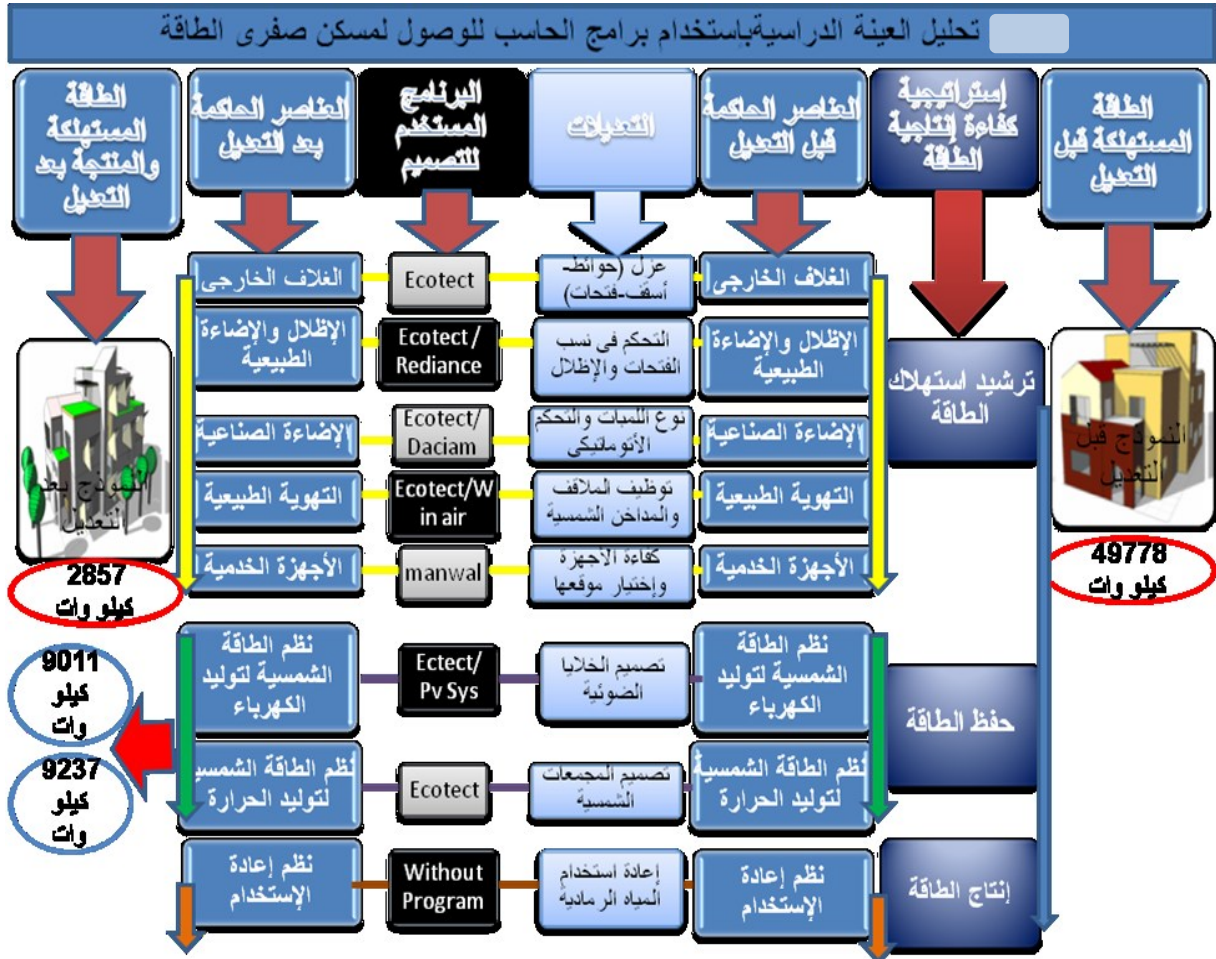 تحليل العينة الدراسيةبإستخدام برامج الحاسب للوصول لمسكن صفرى الطاقة
الطاقة
المستهلكة قبل
التعديل
إستراتيجية
كفاءة إنتاجية
الطاقة
العناصر الحاكمة
قبل التعديل
التعديلات
البرنامج
المستخدم
للتصميم
العناصر الحاكمة
بعد التعديل
الطاقة
المستهلكة
والمنتجة بعد
التعديل
النموذج قبل
التعديل
49778
كيلو وات
ترشيد استهلاك
الطاقة
حفظ الطاقة
إنتاج الطاقة
الغلاف الخارجى
عزل (حوائط-
أسقف-فتحات)
Ecotect
الغلاف الخارجى
الإظلال والإضاءة
الطبيعية
التحكم فى نسب
الفتحات والإظلال
Ecotect /
Rediance
الإظلال والإضاءة
الطبيعية
الإضاءة الصناعية
نوع اللمبات والتحكم
الأتوماتيكى
Ecotect/
Daciam
الإضاءة الصناعية
التهوية الطبيعية
توظيف الملاقف
والمداخن الشمسية
Ecotect/W
in air
التهوية الطبيعية
الأجهزة الخدمية
كفاءة الأجهزة
وإختيار موقعها
manwal
الأجهزة الخدمية
نظم الطاقة
الشمسية لتوليد
الكهرباء
تصميم الخلايا
الضوئية
Ectect/
Pv Sys
نظم الطاقة
الشمسية لتوليد
الكهرباء
نظم الطاقة الشمسية
لتوليد الحرارة
تصميم المجمعات
الشمسية
Ecotect
نظم الطاقة الشمسية
لتوليد الحرارة
نظم إعادة
الإستخدام
إعادة استخدام
المياه الرمادية
Without
Program
نظم إعادة
الإستخدام
النموذج بعد
التعديل
2857
كيلو وات
9011
كيلو
وات
9237
كيلو
وات